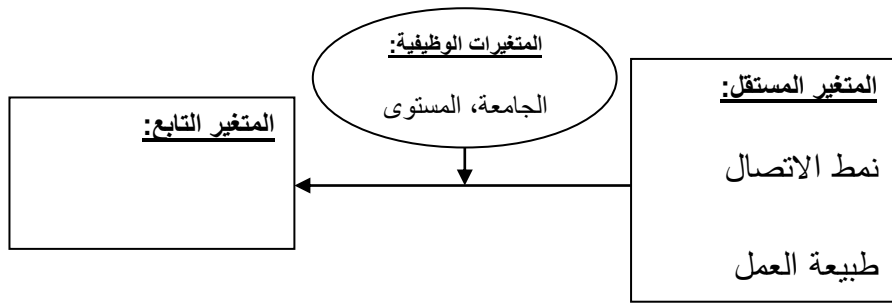 المتغيرات الوظيفية:
الجامعة، المستوى
المتغير المستقل:
نمط الاتصال
طبيعة العمل
المتغير التابع: